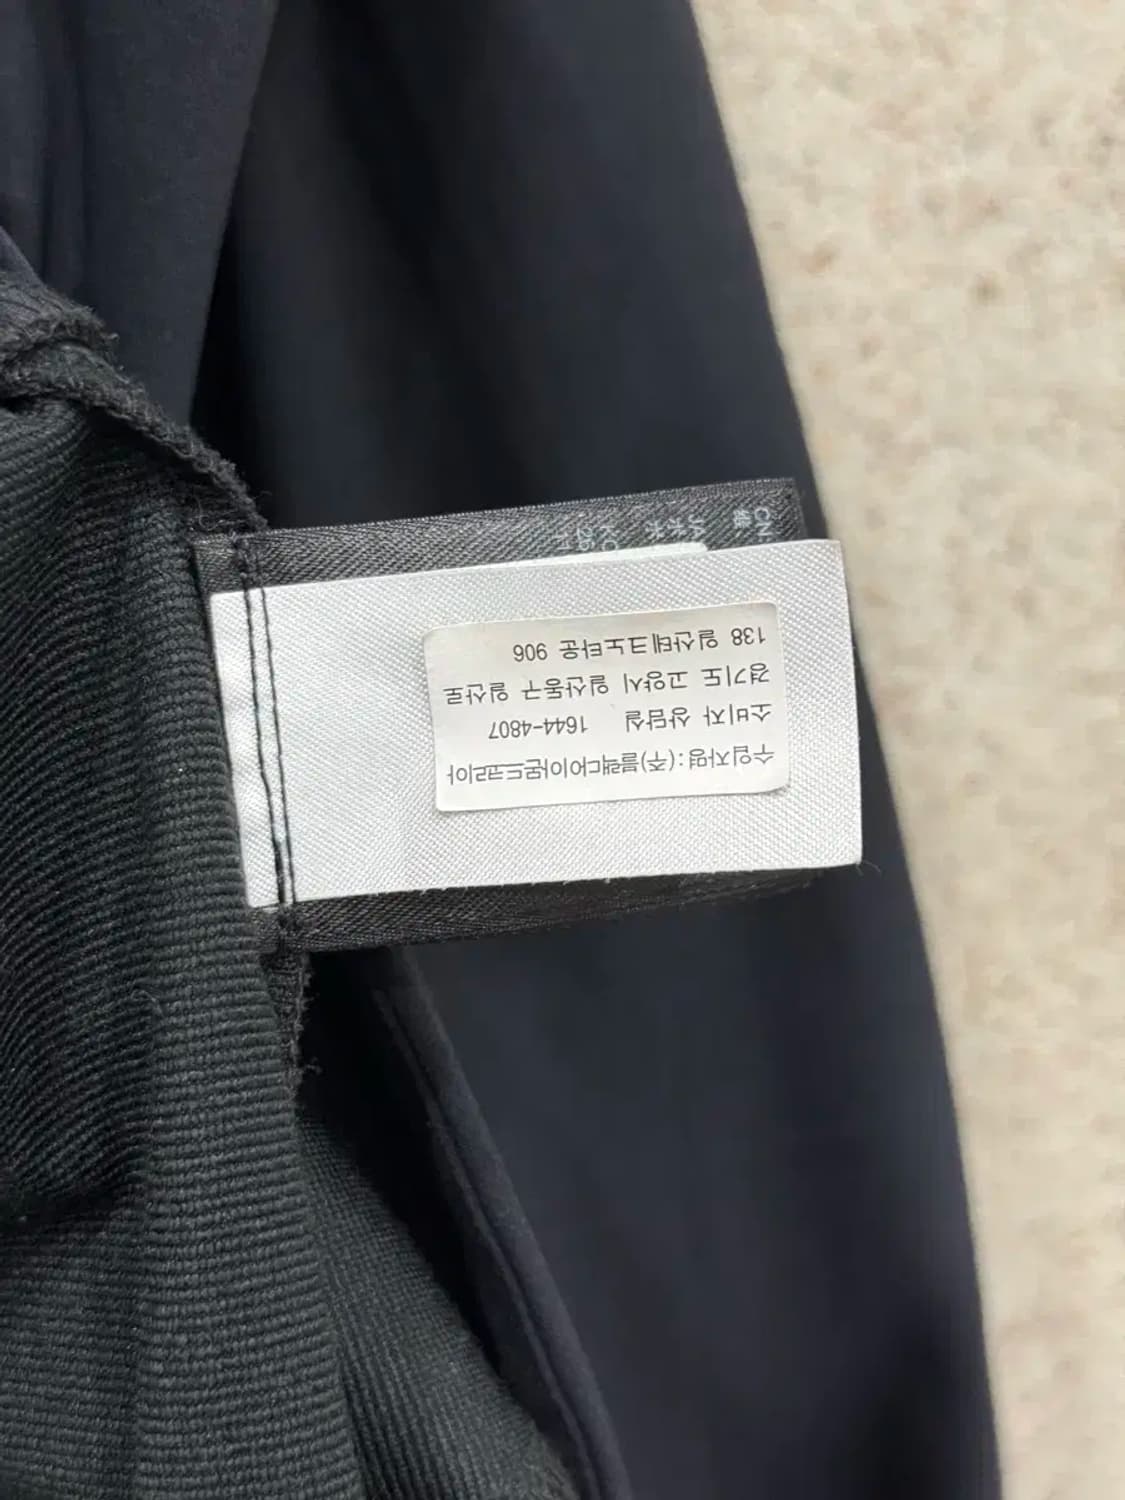 수입자명:(주)블랙다이아몬드코리아
소비자 상담실 1644-4807
경기도 고양시 일산동구 일산로
138 일산테크노타운 906
CN